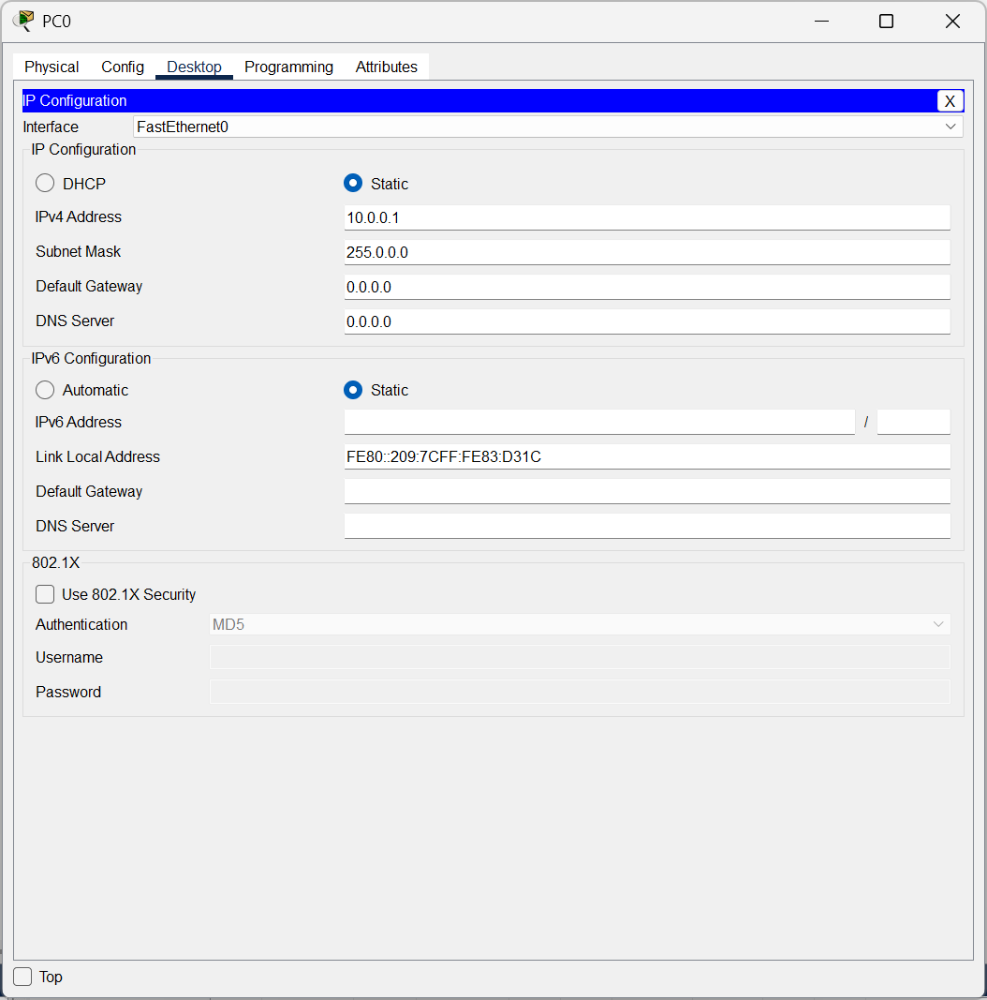 PC0
Physical Config Desktop Programming Attributes
IP Configuration X
Interface FastEthernet0
IP Configuration
DHCP Static
IPv4 Address 10.0.0.1
Subnet Mask 255.0.0.0
Default Gateway 0.0.0.0
DNS Server 0.0.0.0
IPv6 Configuration
Automatic Static
IPv6 Address /
Link Local Address FE80::209:7CFF:FE83:D31C
Default Gateway
DNS Server
802.1X
Use 802.1X Security
Authentication MD5
Username
Password
Top